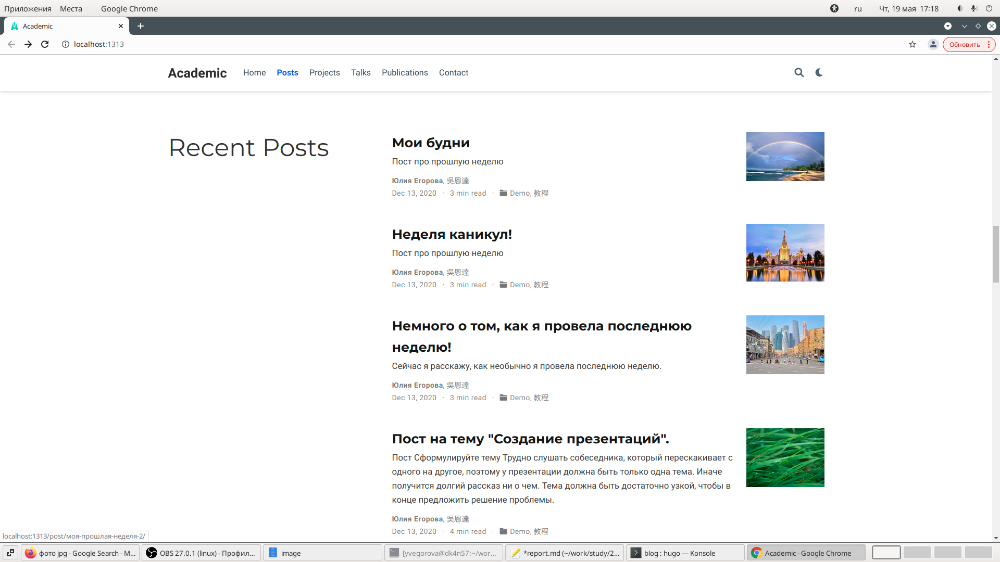 Приложения Места Google Chrome ru Чт, 19 мая 17:18
Academic
localhost:1313 Обновить
Academic Home Posts Projects Talks Publications Contact
Recent Posts
Мои будни
Пост про прошлую неделю
Юлия Егорова, 吳恩達
Dec 13, 2020 · 3 min read · Demo, 教程
Неделя каникул!
Пост про прошлую неделю
Юлия Егорова, 吳恩達
Dec 13, 2020 · 3 min read · Demo, 教程
Немного о том, как я провела последнюю
неделю!
Сейчас я расскажу, как необычно я провела последнюю неделю.
Юлия Егорова, 吳恩達
Dec 13, 2020 · 3 min read · Demo, 教程
Пост на тему "Создание презентаций".
Пост Сформулируйте тему Трудно слушать собеседника, который перескакивает с
одного на другое, поэтому у презентации должна быть только одна тема. Иначе
получится долгий рассказ ни о чем. Тема должна быть достаточно узкой, чтобы в
конце предложить решение проблемы.
Юлия Егорова, 吳恩達
Dec 13, 2020 · 4 min read · Demo, 教程
localhost:1313/post/моя-прошлая-неделя-2/
фото jpg - Google Search - M... OBS 27.0.1 (linux) - Профил... image [yvegorova@dk4n57:~/wor... *report.md (~/work/study/2... blog : hugo — Konsole Academic - Google Chrome